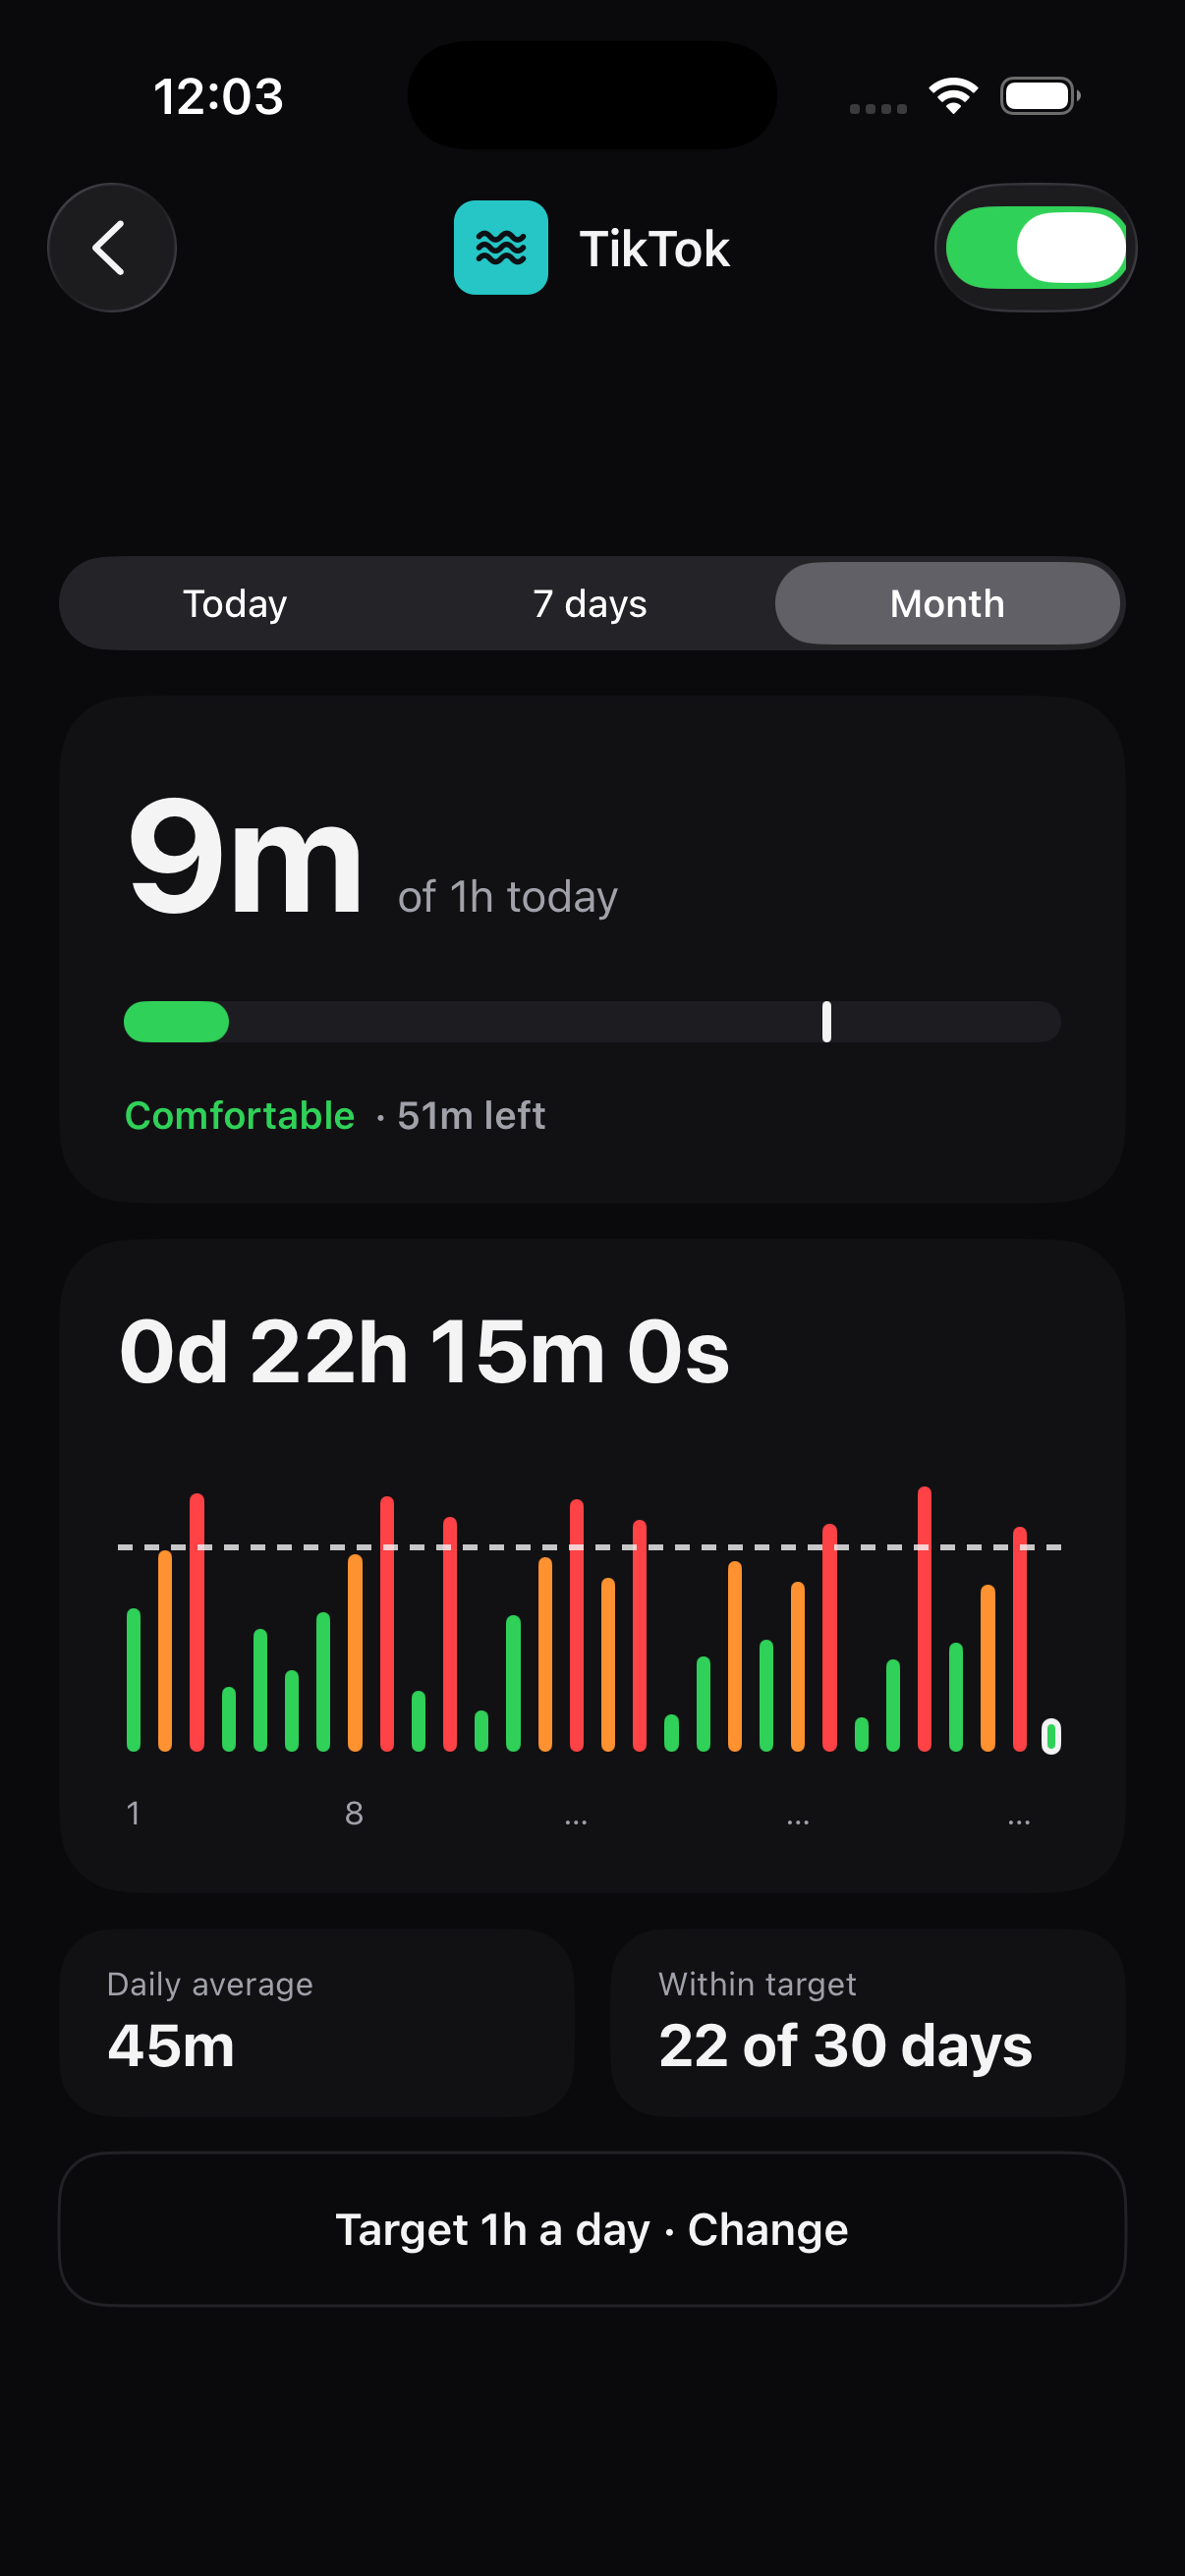 12:03
TikTok
Today 7 days Month
9m of 1h today
Comfortable · 51m left
0d 22h 15m 0s
1 8 ... ... ...
Daily average
45m
Within target
22 of 30 days
Target 1h a day · Change